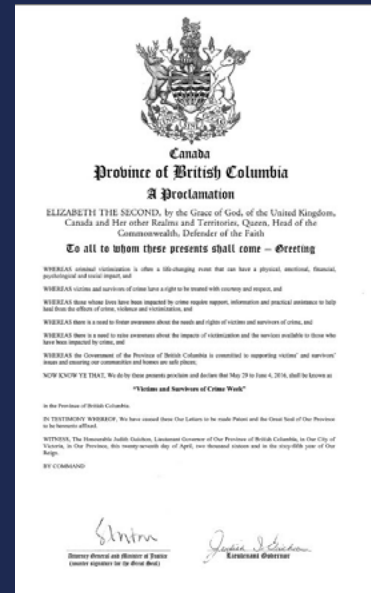 Canada
Province of British Columbia
A Proclamation
ELIZABETH THE SECOND, by the Grace of God, of the United Kingdom,
Canada and Her other Realms and Territories, Queen, Head of the
Commonwealth, Defender of the Faith
To all to whom these presents shall come – Greeting
WHEREAS criminal victimization is often a life-changing event that can have a physical, emotional, financial,
psychological and social impact, and
WHEREAS victims and survivors of crime have a right to be treated with courtesy and respect, and
WHEREAS those whose lives have been impacted by crime require support, information and practical assistance to help
heal from the effects of crime, violence and victimization, and
WHEREAS there is a need to foster awareness about the needs and rights of victims and survivors of crime, and
WHEREAS there is a need to raise awareness about the impacts of victimization and the services available to those who
have been impacted by crime, and
WHEREAS the Government of the Province of British Columbia is committed to supporting victims' and survivors'
issues and ensuring our communities and homes are safe places;
NOW KNOW YE THAT, We do by these presents proclaim and declare that May 29 to June 4, 2016, shall be known as
"Victims and Survivors of Crime Week"
in the Province of British Columbia.
IN TESTIMONY WHEREOF, We have caused these Our Letters to be made Patent and the Great Seal of Our Province
to be hereunto affixed.
WITNESS, The Honourable Judith Guichon, Lieutenant Governor of Our Province of British Columbia, in Our City of
Victoria, in Our Province, this twenty-seventh day of April, two thousand sixteen and in the sixty-fifth year of Our
Reign.
BY COMMAND
Attorney General and Minister of Justice
(counter signature for the Great Seal)
Lieutenant Governor